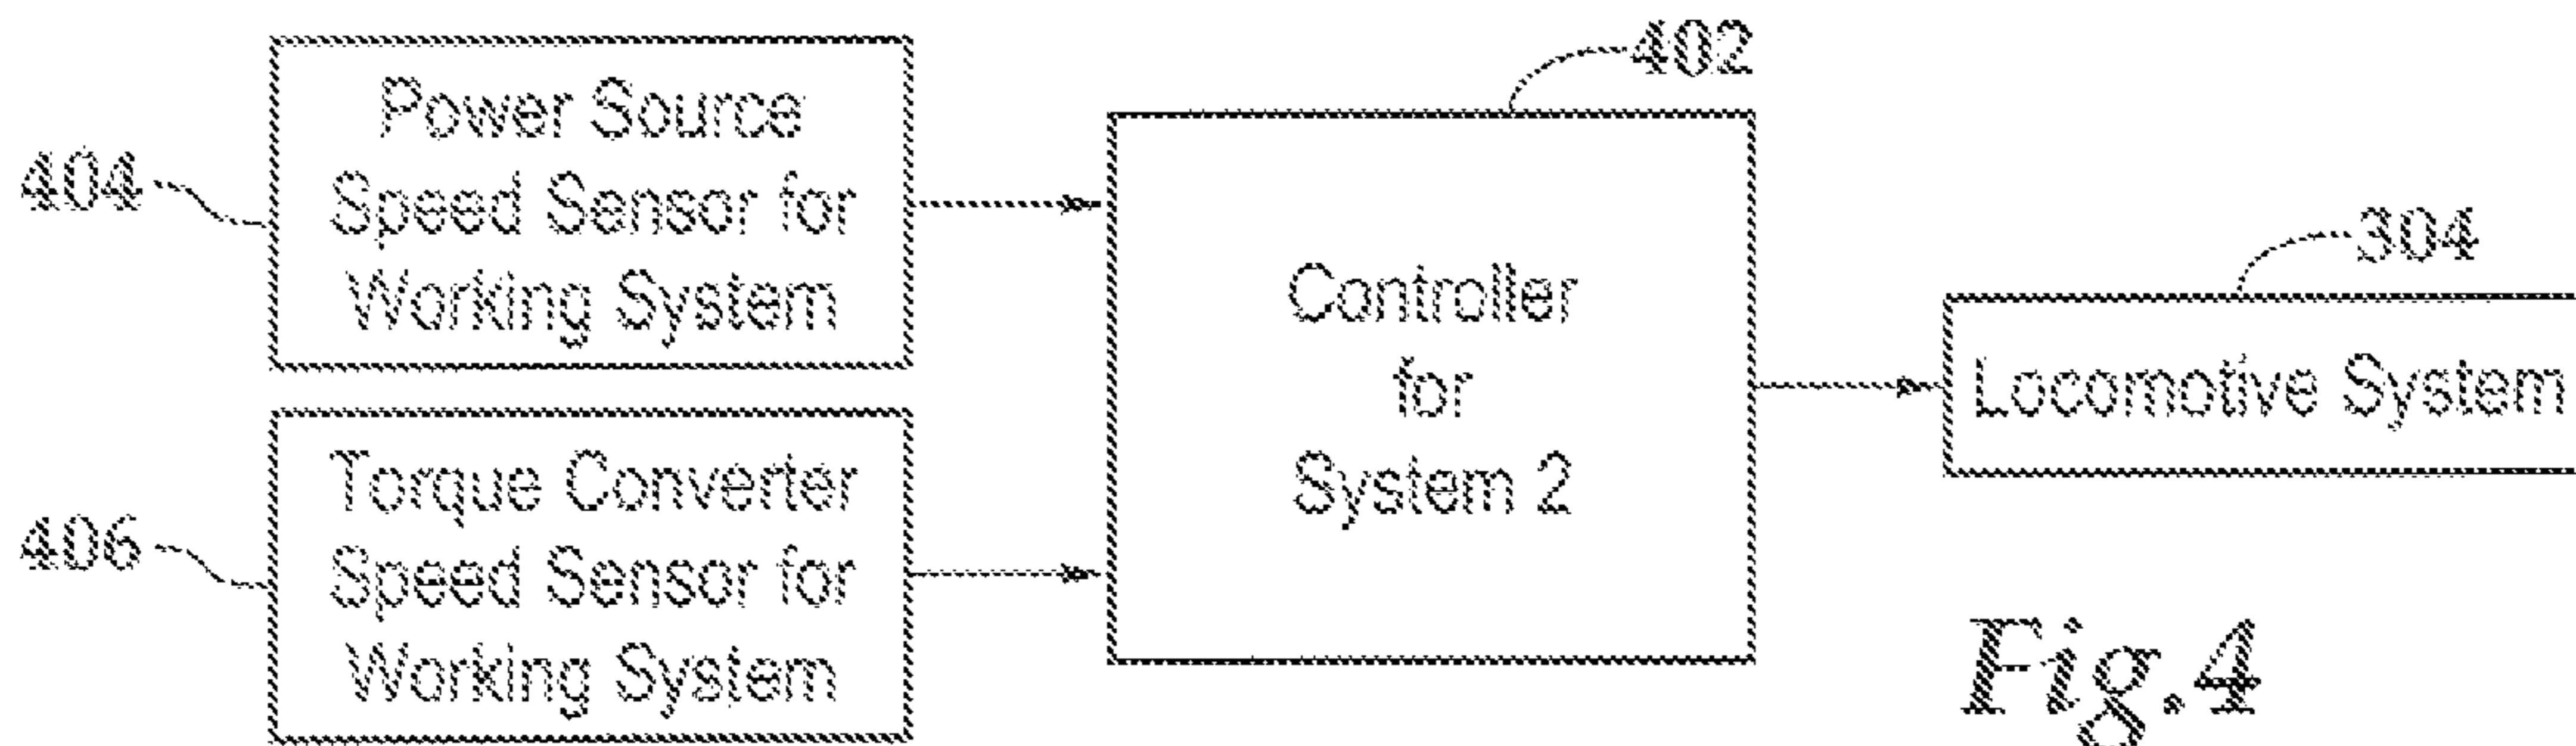 402
Power Source
Speed Sensor for
Working System
404
Controller
for
System 2
304
Locomotive System
Torque Converter
Speed Sensor for
Working System
406
Fig.4